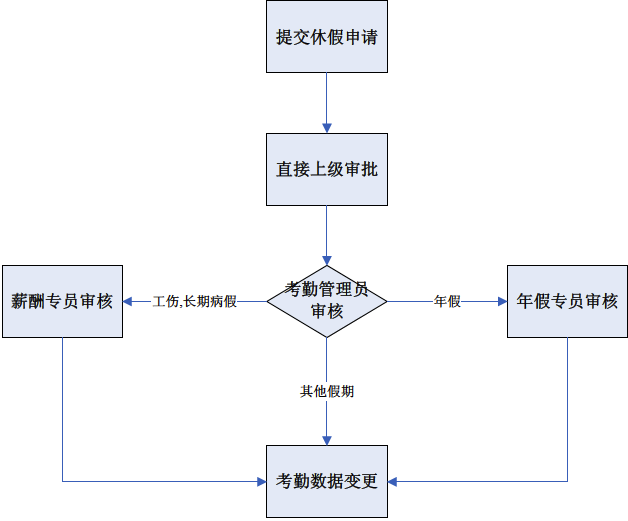 提交休假申请
直接上级审批
考勤管理员
审核
薪酬专员审核
工伤,长期病假
年假
年假专员审核
其他假期
考勤数据变更